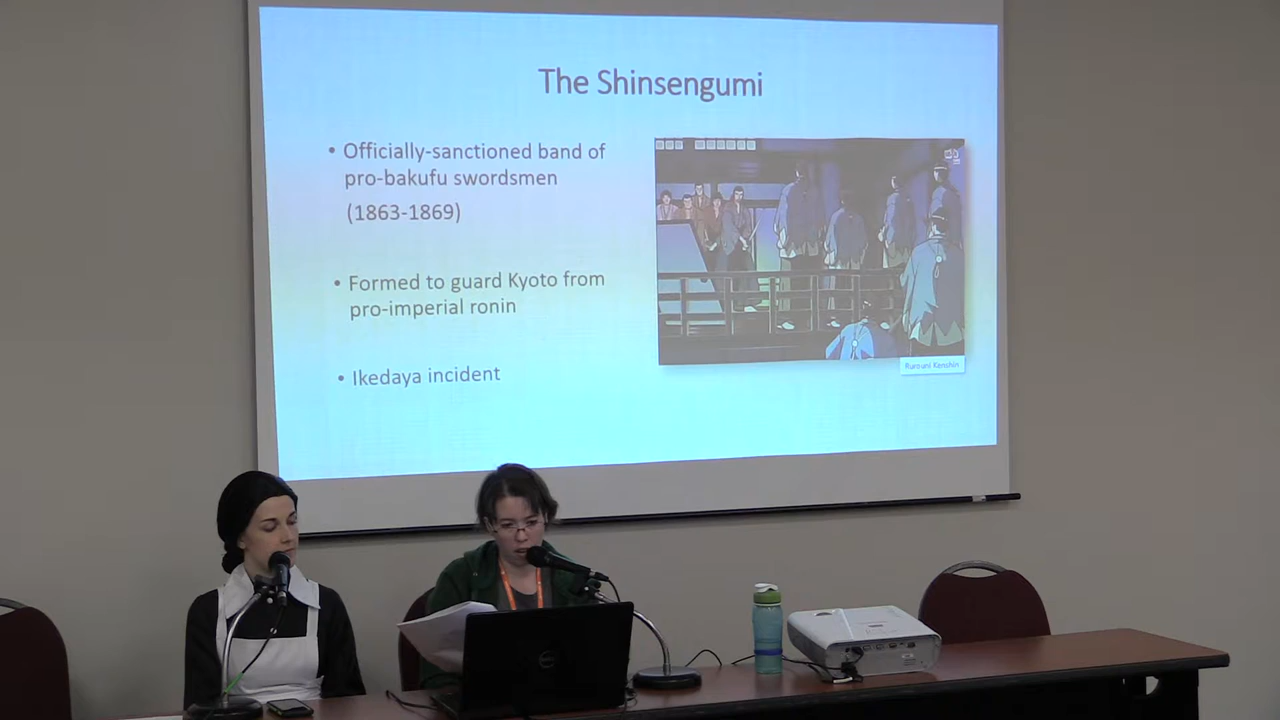 The Shinsengumi
• Officially-sanctioned band of
pro-bakufu swordsmen
(1863-1869)
• Formed to guard Kyoto from
pro-imperial ronin
• Ikedaya incident
Rurouni Kenshin
DELL